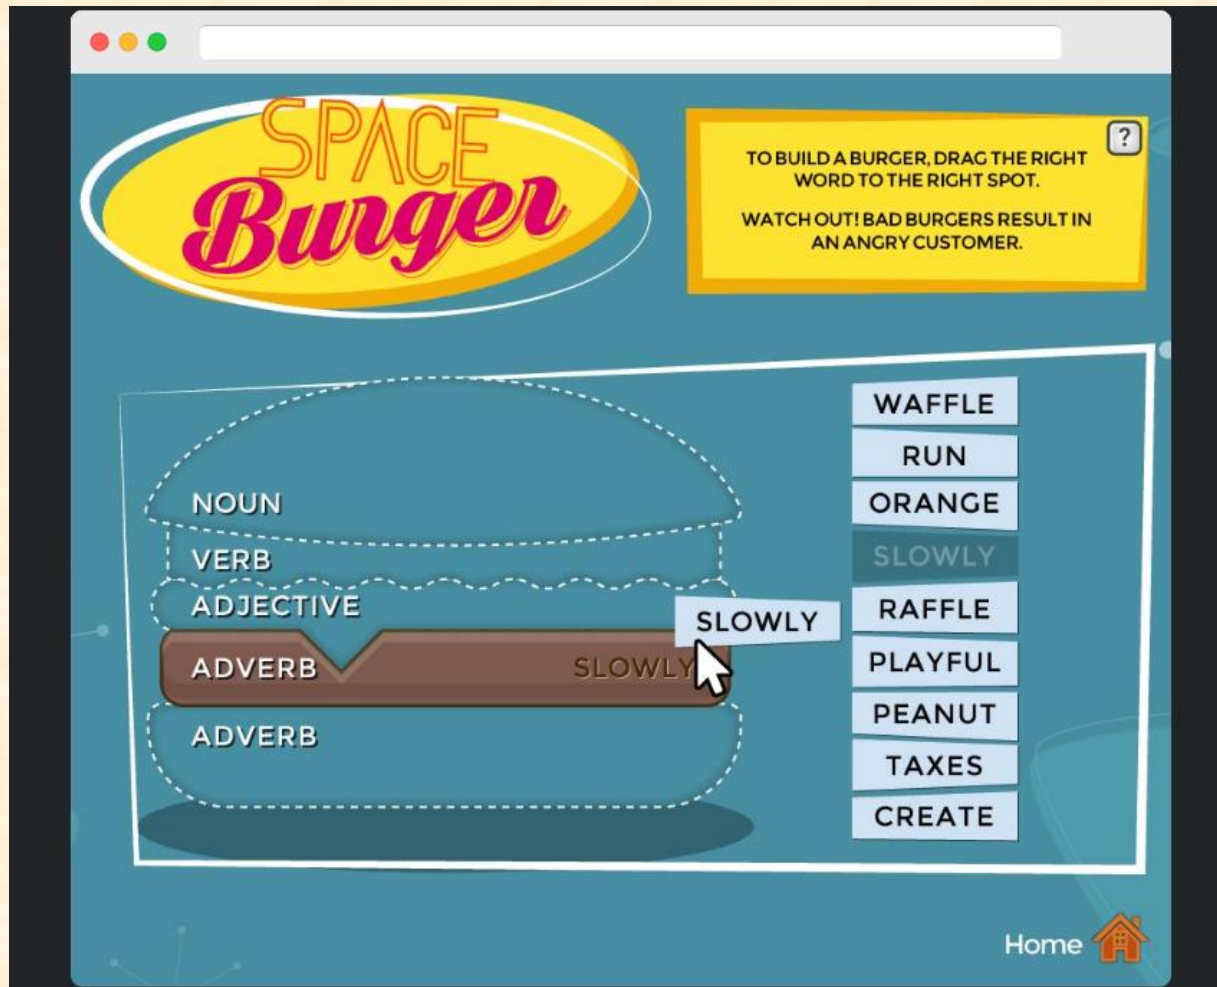 SPACE
Burger
?
TO BUILD A BURGER, DRAG THE RIGHT
WORD TO THE RIGHT SPOT.
WATCH OUT! BAD BURGERS RESULT IN
AN ANGRY CUSTOMER.
NOUN
VERB
ADJECTIVE
ADVERB SLOWLY
ADVERB
SLOWLY
WAFFLE
RUN
ORANGE
SLOWLY
RAFFLE
PLAYFUL
PEANUT
TAXES
CREATE
Home